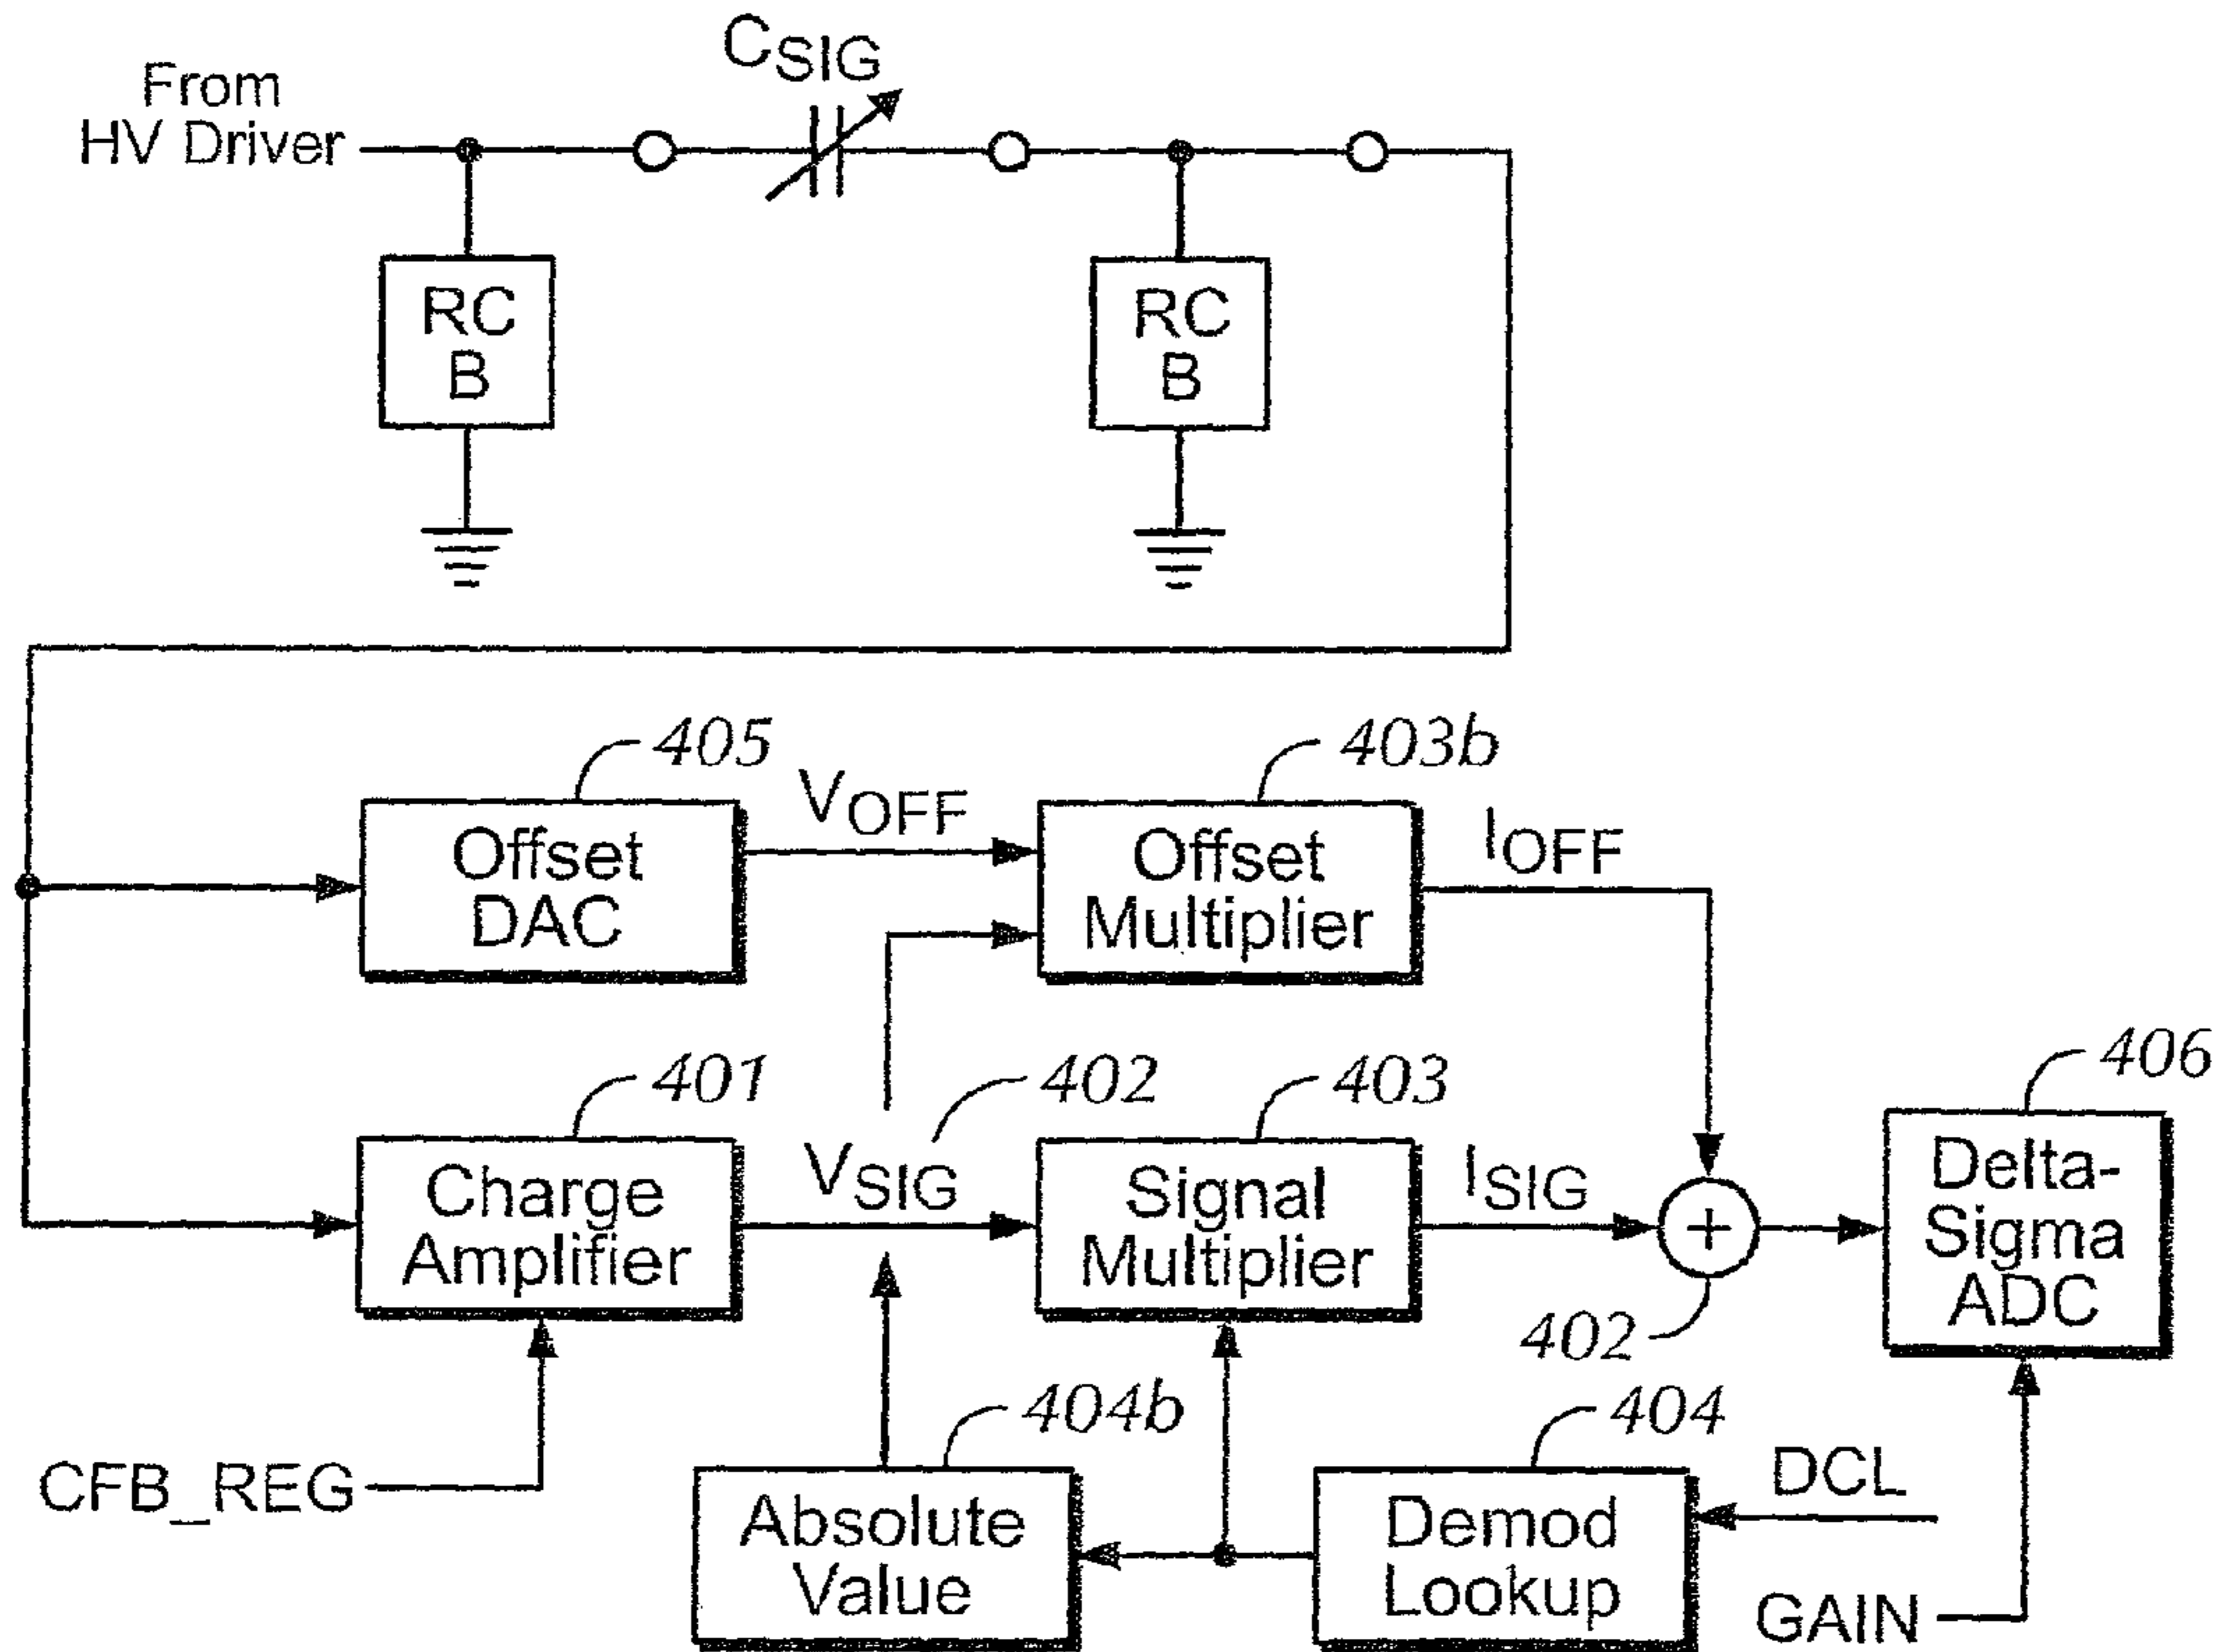 CSIG
From
HV Driver
RC
B
RC
B
405
VOFF
403b
IOFF
Offset
DAC
Offset
Multiplier
401
402
403
406
Charge
Amplifier
VSIG
Signal
Multiplier
ISIG
+
402
Delta-
Sigma
ADC
CFB_REG
404b
404
Absolute
Value
Demod
Lookup
DCL
GAIN